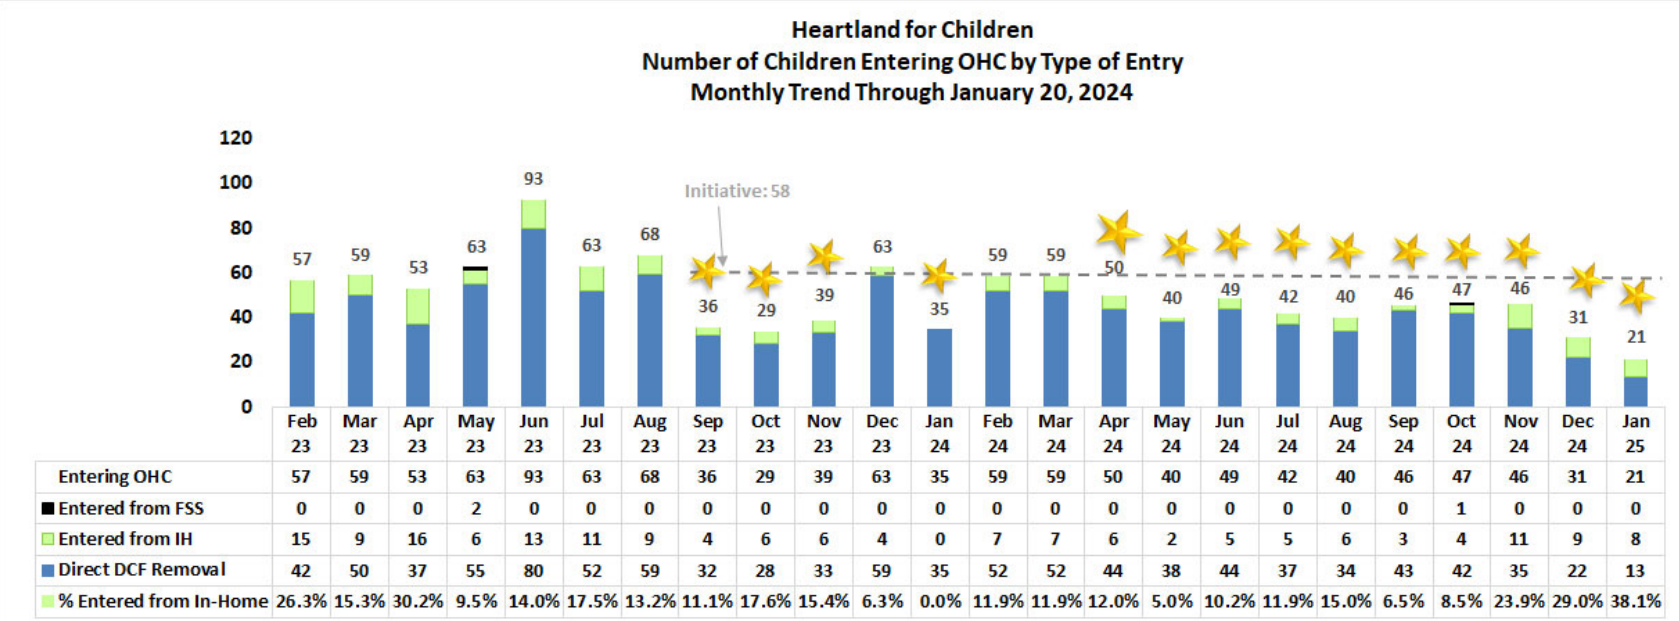 Heartland for Children
Number of Children Entering OHC by Type of Entry
Monthly Trend Through January 20, 2024
120
100
80
60
40
20
0
Initiative: 58
57 59 53 63 93 63 68 36 29 39 63 35 59 59 50 40 49 42 40 46 47 46 31 21
Feb Mar Apr May Jun Jul Aug Sep Oct Nov Dec Jan Feb Mar Apr May Jun Jul Aug Sep Oct Nov Dec Jan
23 23 23 23 23 23 23 23 23 23 23 24 24 24 24 24 24 24 24 24 24 24 24 25
Entering OHC 57 59 53 63 93 63 68 36 29 39 63 35 59 59 50 40 49 42 40 46 47 46 31 21
Entered from FSS 0 0 0 2 0 0 0 0 0 0 0 0 0 0 0 0 0 0 0 0 1 0 0 0
Entered from IH 15 9 16 6 13 11 9 4 6 6 4 0 7 7 6 2 5 5 6 3 4 11 9 8
Direct DCF Removal 42 50 37 55 80 52 59 32 28 33 59 35 52 52 44 38 44 37 34 43 42 35 22 13
% Entered from In-Home 26.3% 15.3% 30.2% 9.5% 14.0% 17.5% 13.2% 11.1% 17.6% 15.4% 6.3% 0.0% 11.9% 11.9% 12.0% 5.0% 10.2% 11.9% 15.0% 6.5% 8.5% 23.9% 29.0% 38.1%